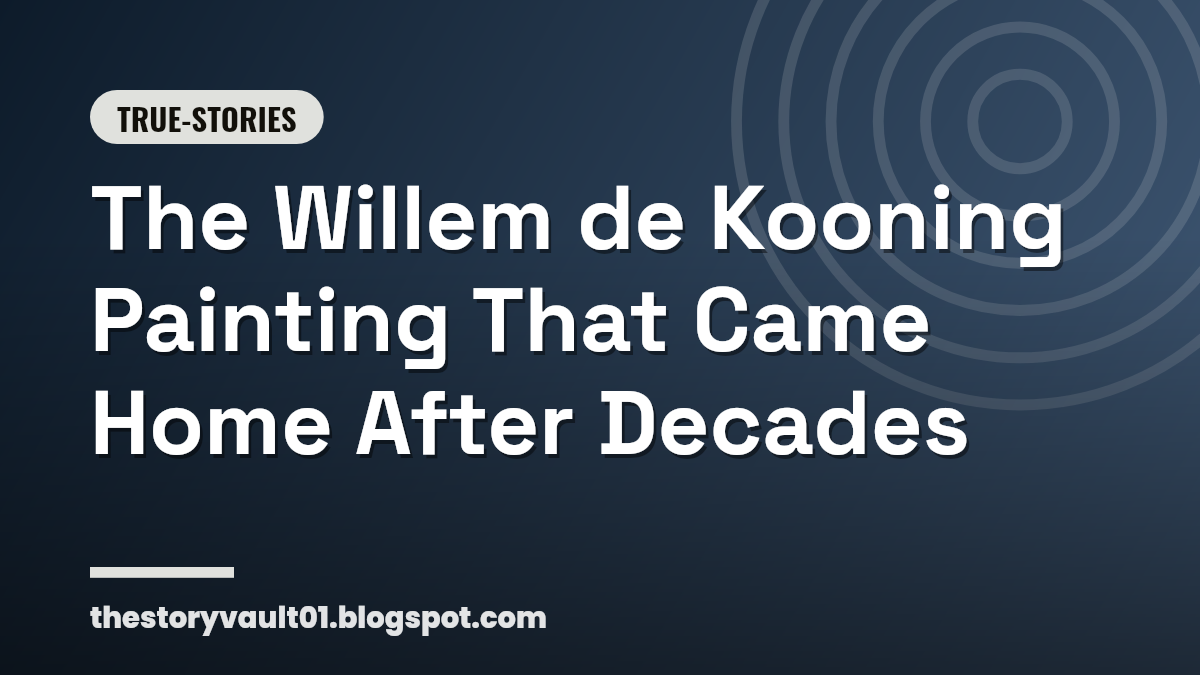 TRUE-STORIES
The Willem de Kooning
Painting That Came
Home After Decades
thestoryvault01.blogspot.com